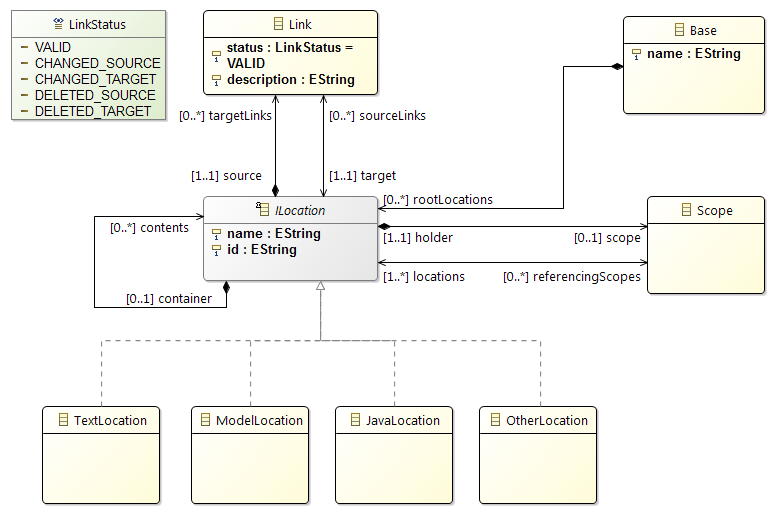 LinkStatus
VALID
CHANGED_SOURCE
CHANGED_TARGET
DELETED_SOURCE
DELETED_TARGET
Link
status : LinkStatus =
VALID
description : EString
Base
name : EString
[0..*] targetLinks
[0..*] sourceLinks
[1..1] source
[1..1] target
[0..*] rootLocations
ILocation
name : EString
id : EString
Scope
[0..*] contents
[1..1] holder
[0..1] scope
[1..*] locations
[0..*] referencingScopes
[0..1] container
TextLocation
ModelLocation
JavaLocation
OtherLocation